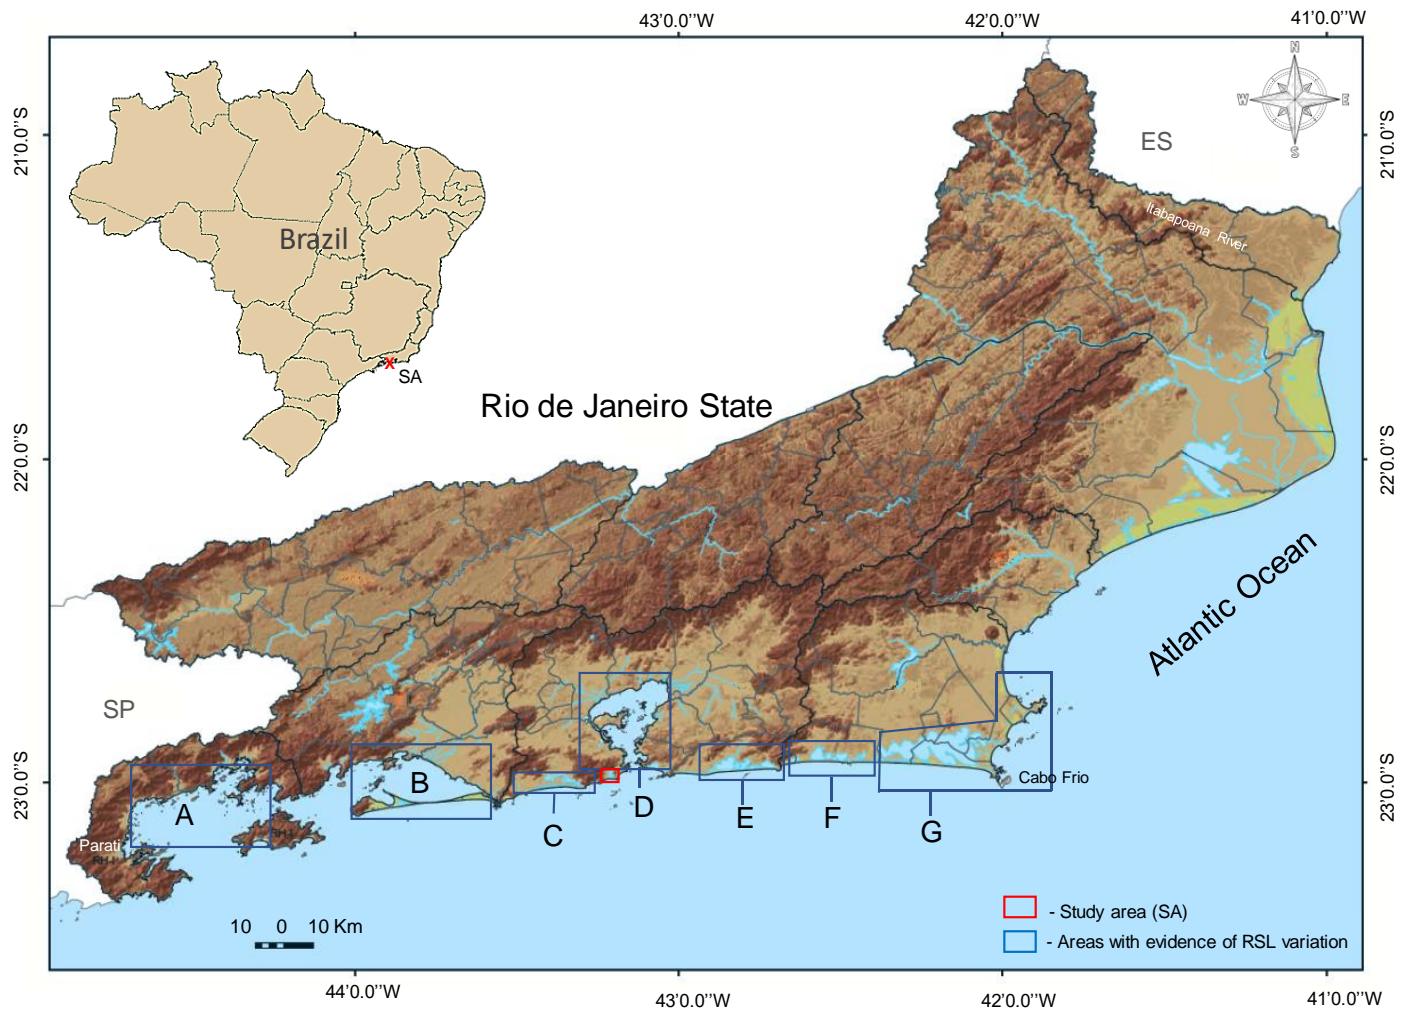 43'0.0''W
42'0.0''W
41'0.0''W
N
W
E
S
21'0.0''S
21'0.0''S
ES
Itabapoana River
Brazil
SA
Rio de Janeiro State
22'0.0''S
22'0.0''S
Atlantic Ocean
SP
23'0.0''S
23'0.0''S
Cabo Frio
A
B
C
D
E
F
G
Parati
10 0 10 Km
- Study area (SA)
- Areas with evidence of RSL variation
44'0.0''W
43'0.0''W
42'0.0''W
41'0.0''W